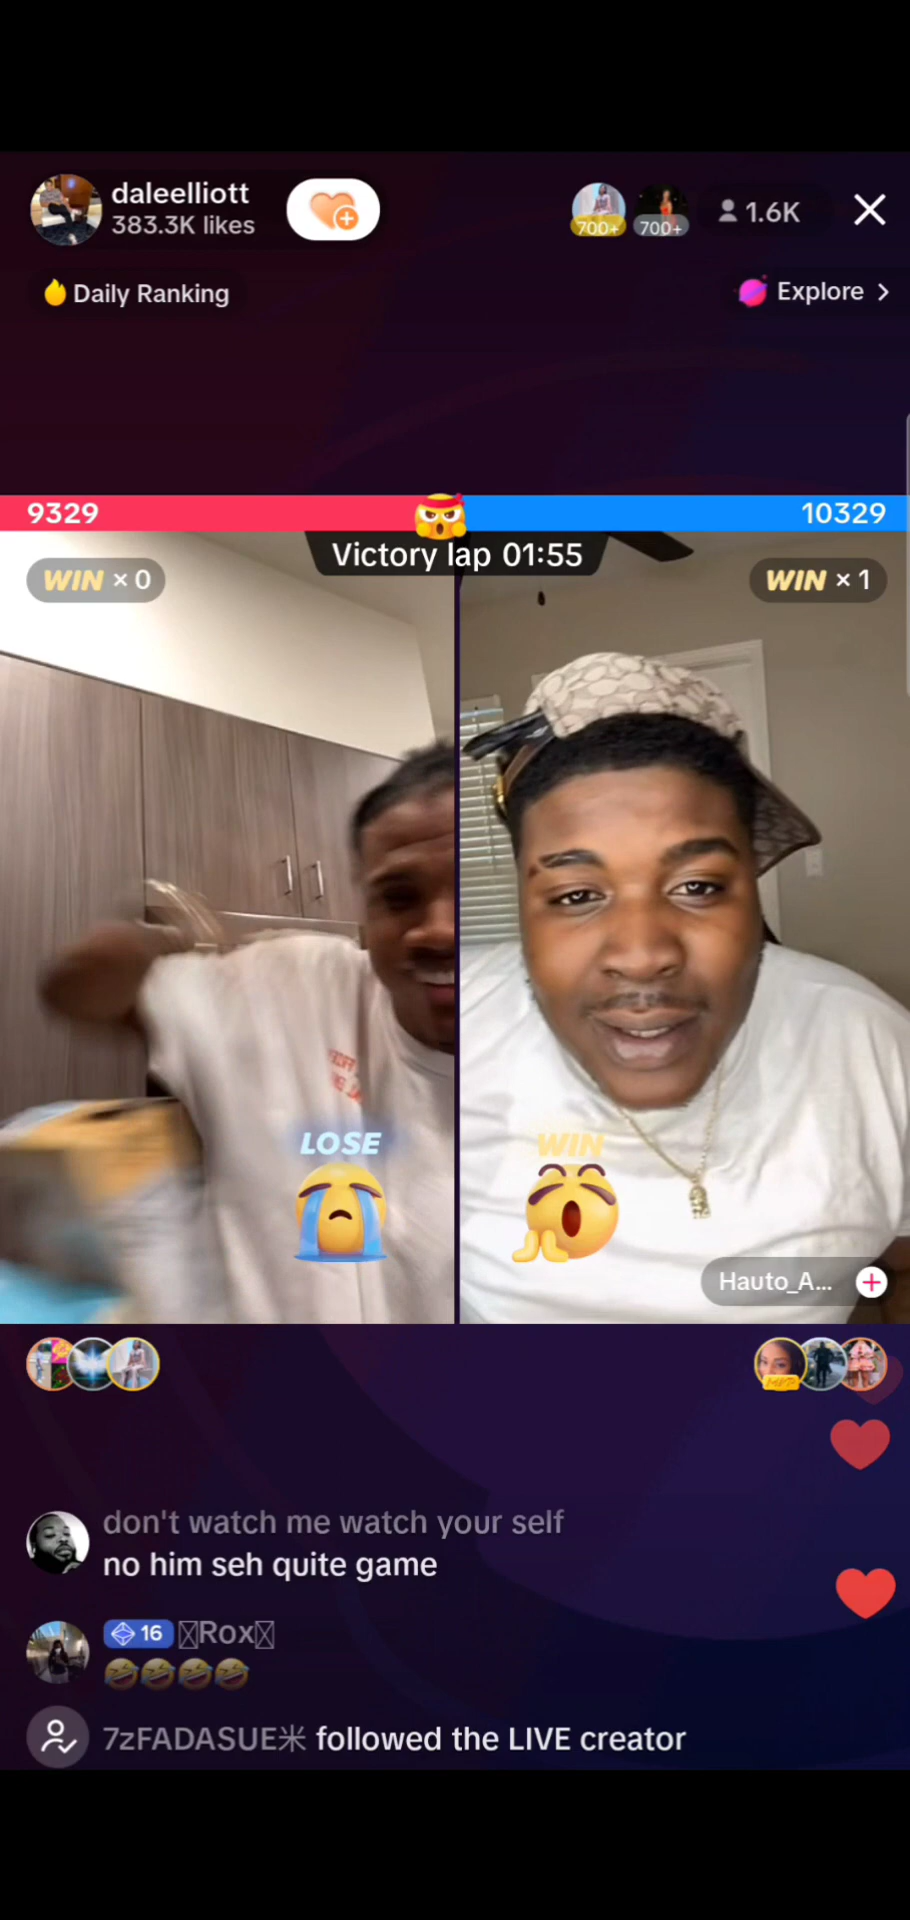 daleelliott
383.3K likes
700+
700+
1.6K
Daily Ranking
Explore
9329
10329
Victory lap 01:55
WIN × 0
WIN × 1
LOSE
WIN
Hauto_A...
don't watch me watch your self
no him seh quite game
16 Rox
7zFADASUE米 followed the LIVE creator